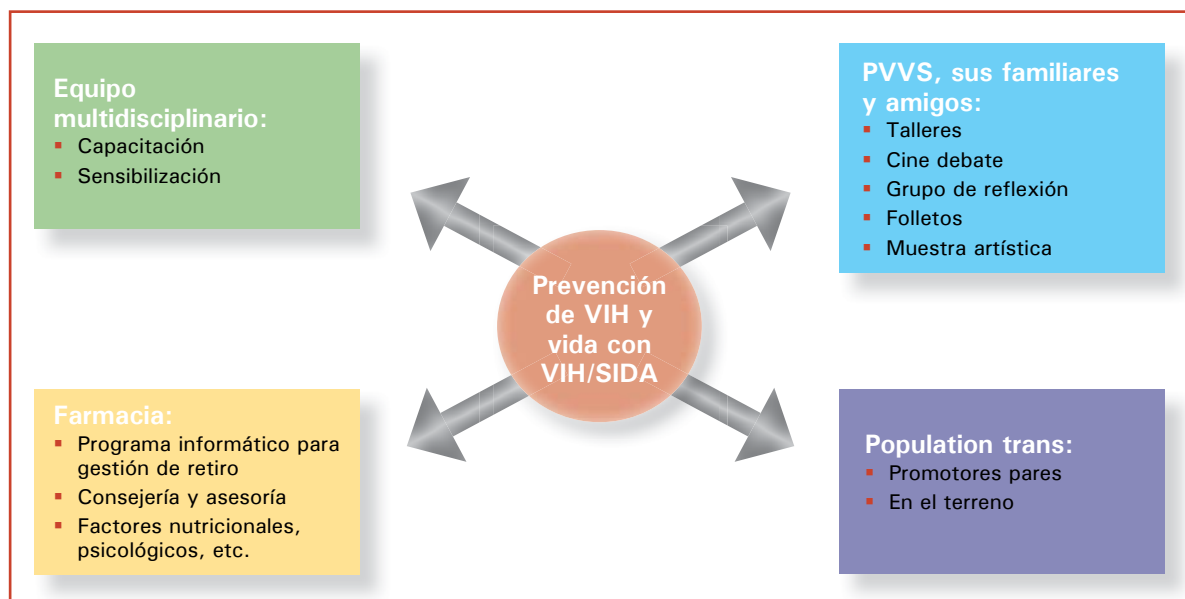 Equipo
multidisciplinario:
▪ Capacitación
▪ Sensibilización
PVVS, sus familiares
y amigos:
▪ Talleres
▪ Cine debate
▪ Grupo de reflexión
▪ Folletos
▪ Muestra artística
Prevención
de VIH y
vida con
VIH/SIDA
Farmacia:
▪ Programa informático para
gestión de retiro
▪ Consejería y asesoría
▪ Factores nutricionales,
psicológicos, etc.
Population trans:
▪ Promotores pares
▪ En el terreno